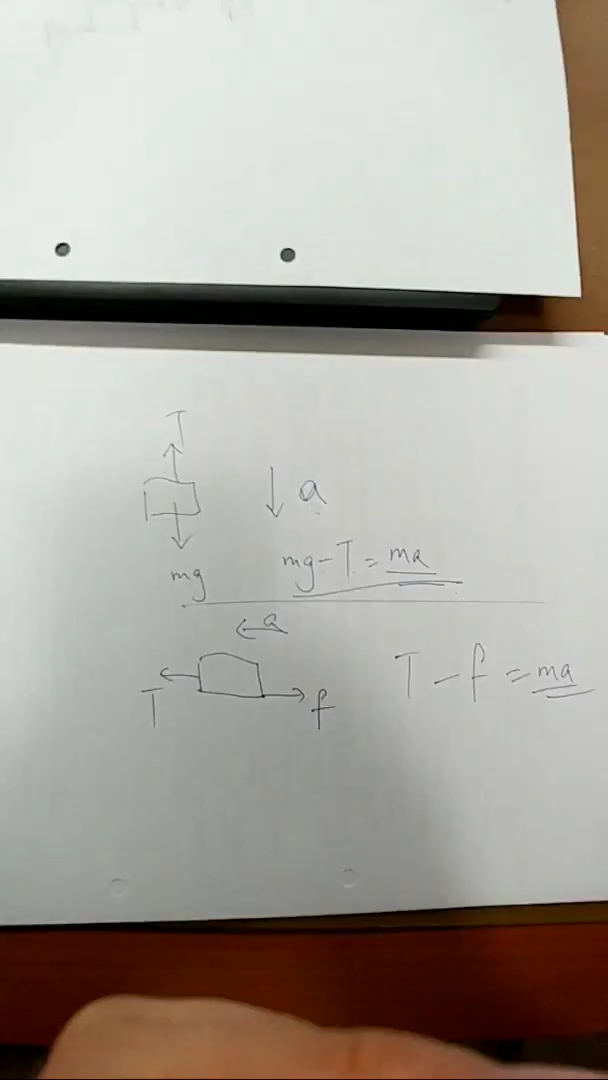 T
a
mg
mg - T = ma
a
T
f
T - f = ma